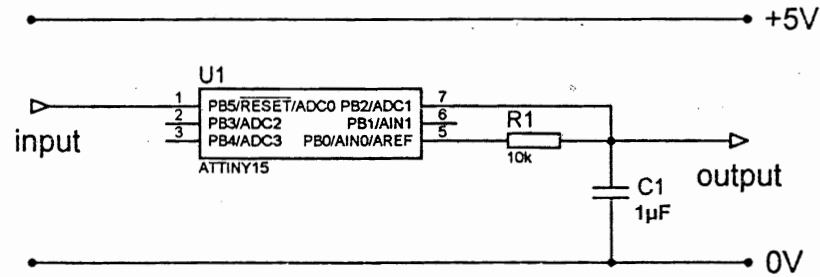 +5V
U1
input
1 PB5/RESET/ADC0 PB2/ADC1 7
2 PB3/ADC2 PB1/AIN1 6
3 PB4/ADC3 PB0/AIN0/AREF 5
ATTINY15
R1
10k
output
C1
1µF
0V